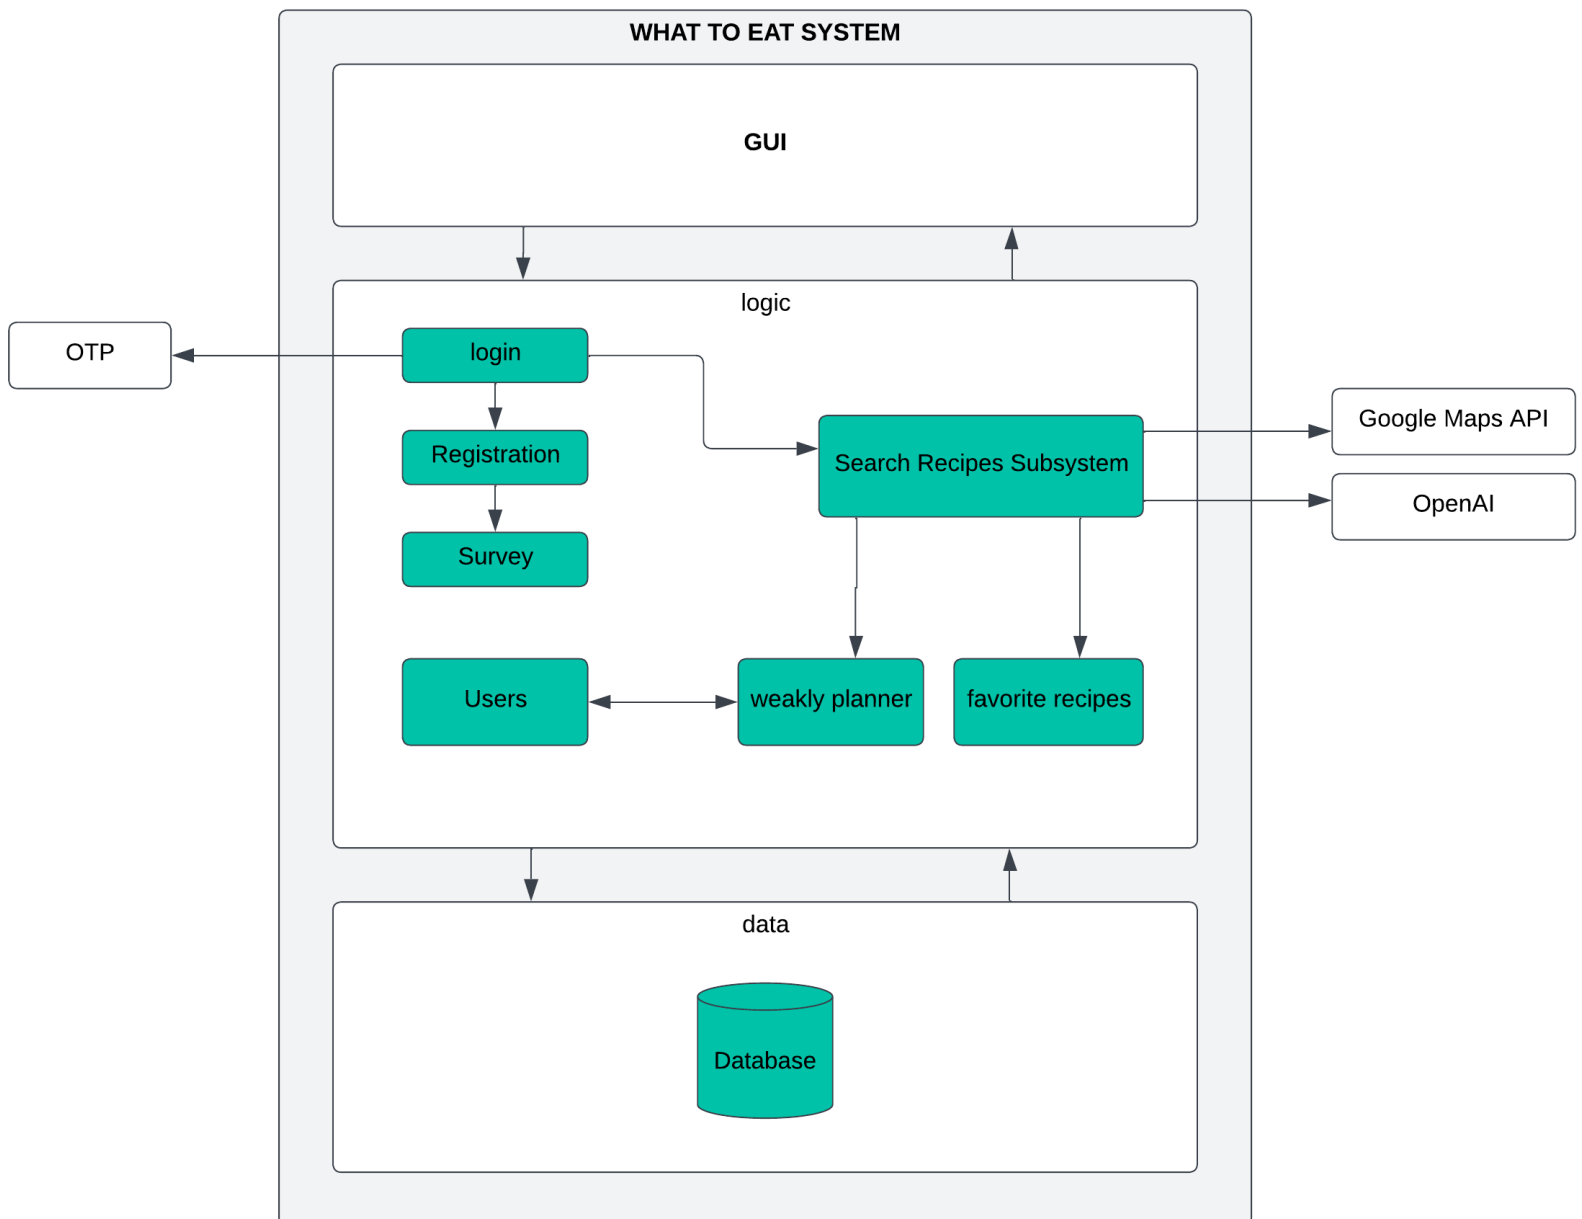 WHAT TO EAT SYSTEM
GUI
logic
OTP
login
Registration
Survey
Search Recipes Subsystem
Google Maps API
OpenAI
Users
weakly planner
favorite recipes
data
Database